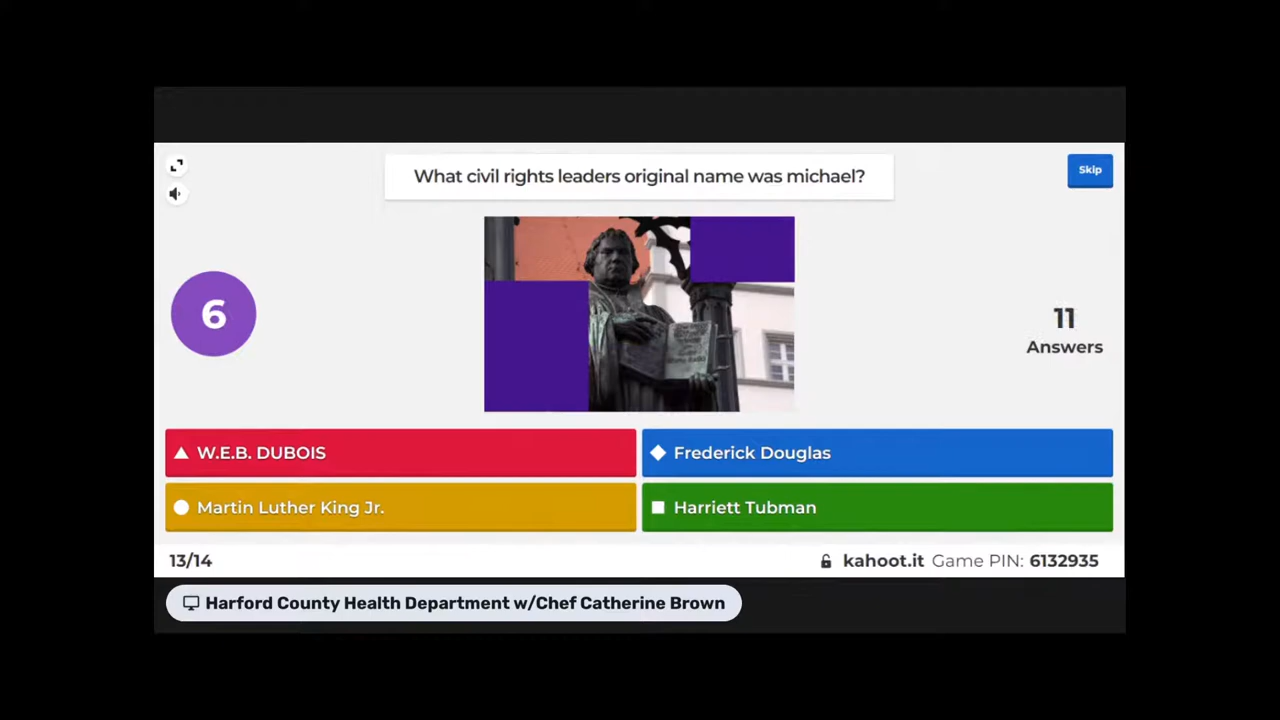 What civil rights leaders original name was michael?
Skip
6
11
Answers
W.E.B. DUBOIS
Frederick Douglas
Martin Luther King Jr.
Harriett Tubman
13/14
kahoot.it Game PIN: 6132935
Harford County Health Department w/Chef Catherine Brown